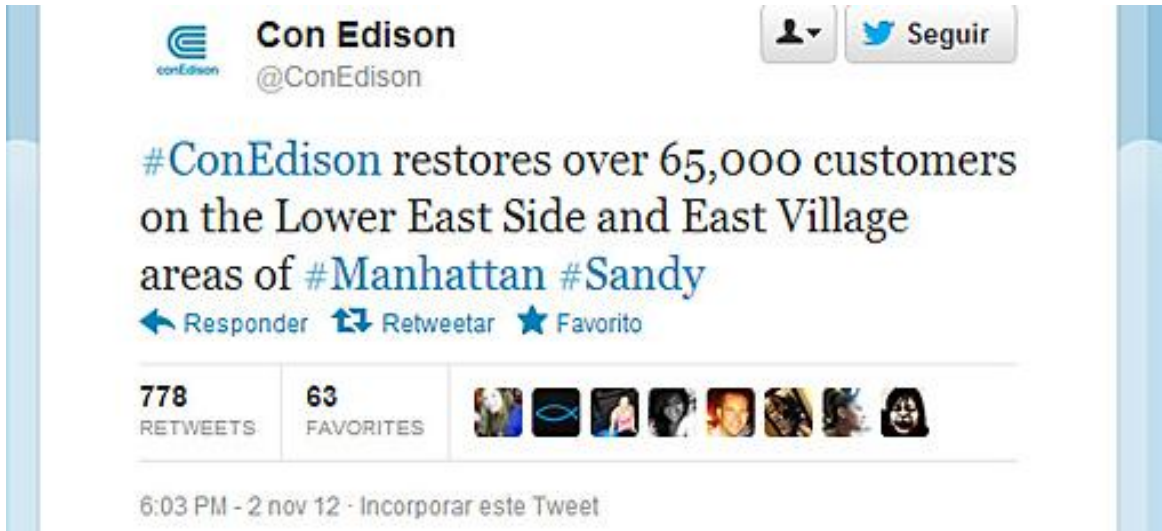 Con Edison
conEdison
@ConEdison
Seguir
#ConEdison restores over 65,000 customers
on the Lower East Side and East Village
areas of #Manhattan #Sandy
Responder Retweetar Favorito
778 63
RETWEETS FAVORITES
6:03 PM - 2 nov 12 · Incorporar este Tweet